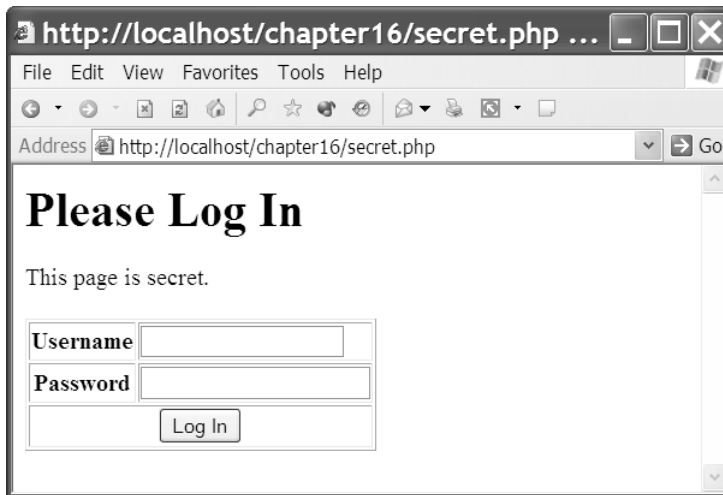 http://localhost/chapter16/secret.php ...
File Edit View Favorites Tools Help
Address http://localhost/chapter16/secret.php Go
Please Log In
This page is secret.
Username
Password
Log In